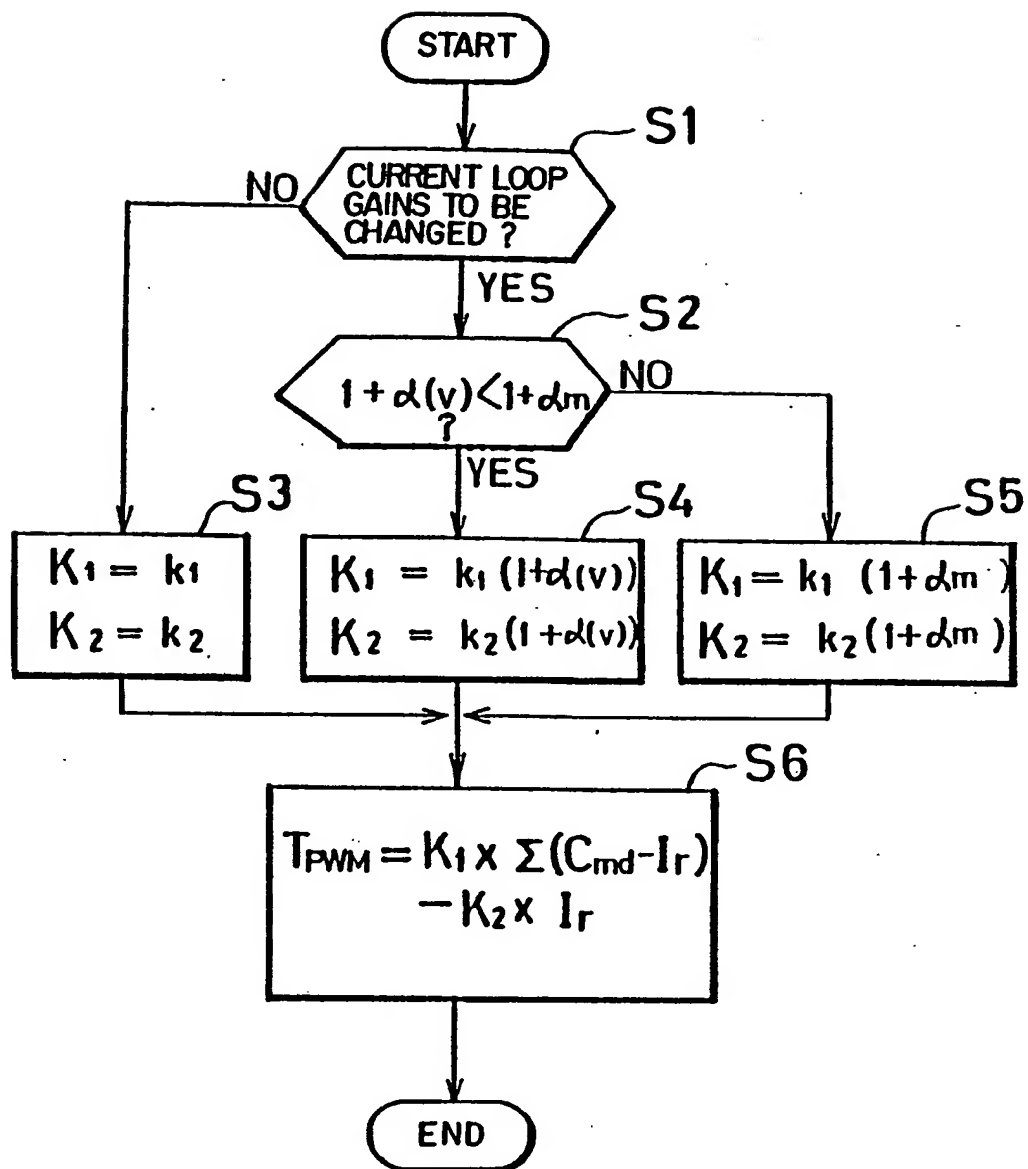 START
S1
CURRENT LOOP
GAINS TO BE
CHANGED ?
NO
YES
S2
1 + α(v) < 1 + αm
?
NO
YES
S3
K1 = k1
K2 = k2
S4
K1 = k1 (1+α(v))
K2 = k2 (1+α(v))
S5
K1 = k1 (1+αm)
K2 = k2 (1+αm)
S6
TPWM = K1 x Σ(Cmd-Ir)
- K2 x Ir
END